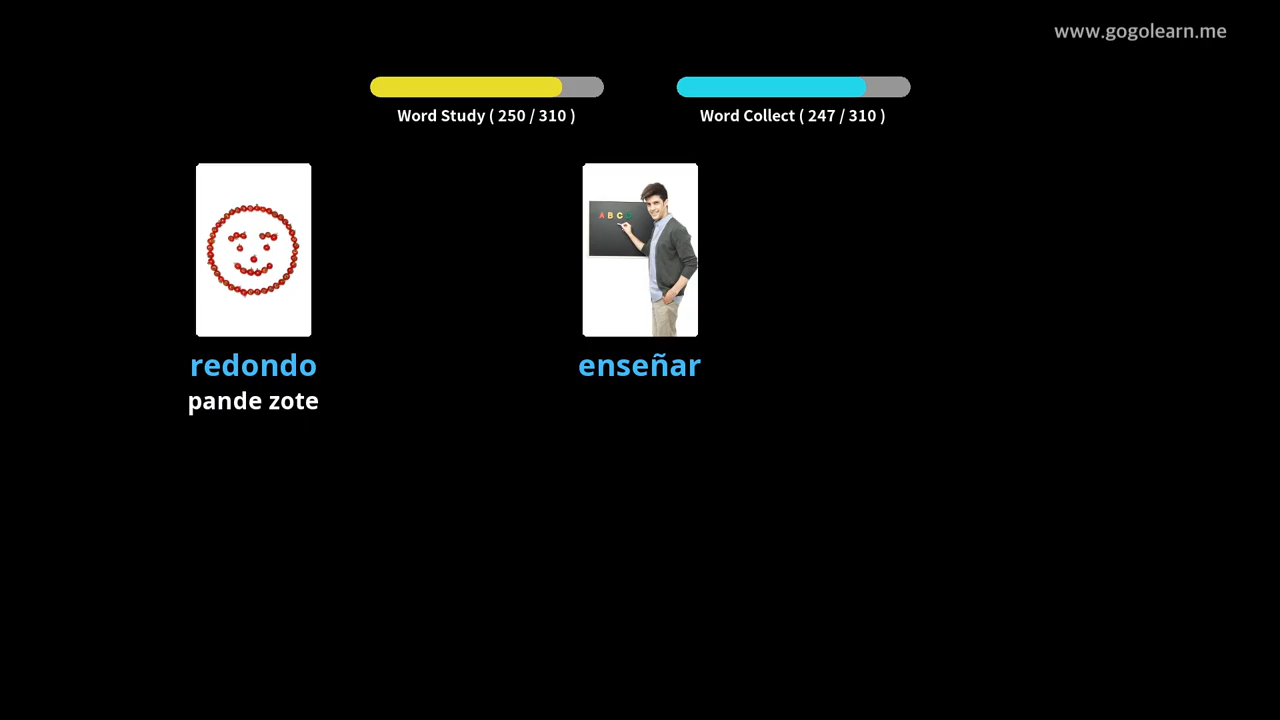 www.gogolearn.me
Word Study ( 250 / 310 )
Word Collect ( 247 / 310 )
A B C
redondo
enseñar
pande zote